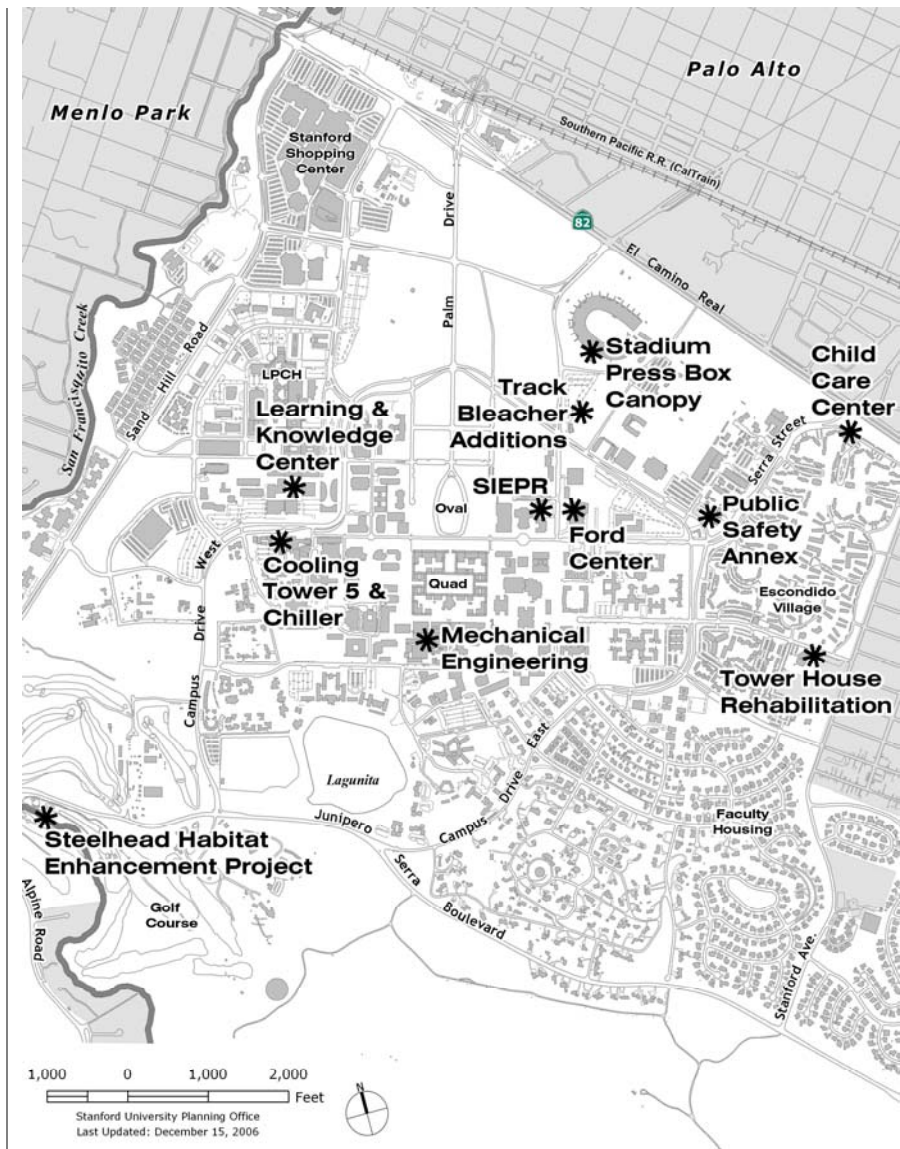 Palo Alto
Menlo Park
Southern Pacific R.R. (CalTrain)
Stanford
Shopping
Center
Drive
Palm
82
El Camino Real
San Francisquito Creek
Sand Hill Road
LPCH
Stadium
Press Box
Canopy
Child
Care
Center
Track
Bleacher
Additions
Learning &
Knowledge
Center
Serra Street
SIEPR
Oval
Ford
Center
Public
Safety
Annex
West
Drive
Campus
Cooling
Tower 5 &
Chiller
Quad
Escondido
Village
Mechanical
Engineering
Tower House
Rehabilitation
East
Drive
Campus
Lagunita
Junipero
Serra
Boulevard
Faculty
Housing
Steelhead Habitat
Enhancement Project
Alpine Road
Golf
Course
Stanford Ave.
1,000 0 1,000 2,000
Feet
N
Stanford University Planning Office
Last Updated: December 15, 2006